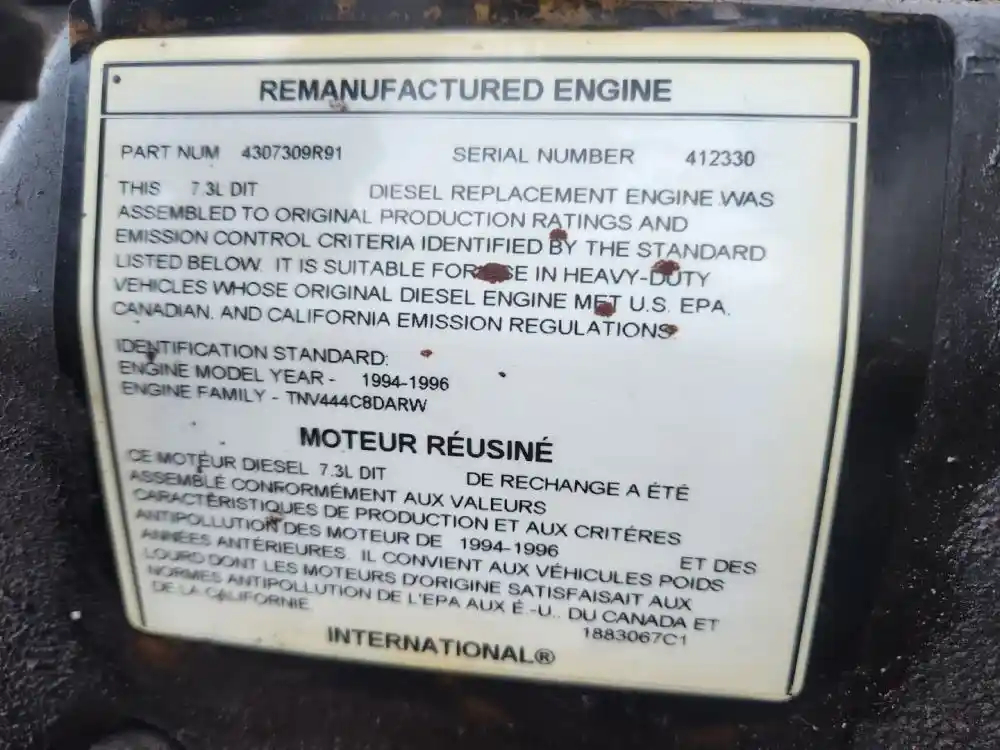 REMANUFACTURED ENGINE
PART NUM 4307309R91 SERIAL NUMBER 412330
THIS 7.3L DIT DIESEL REPLACEMENT ENGINE WAS
ASSEMBLED TO ORIGINAL PRODUCTION RATINGS AND
EMISSION CONTROL CRITERIA IDENTIFIED BY THE STANDARD
LISTED BELOW. IT IS SUITABLE FOR USE IN HEAVY-DUTY
VEHICLES WHOSE ORIGINAL DIESEL ENGINE MET U.S. EPA,
CANADIAN, AND CALIFORNIA EMISSION REGULATIONS.
IDENTIFICATION STANDARD:
ENGINE MODEL YEAR - 1994-1996
ENGINE FAMILY - TNV444C8DARW
MOTEUR RÉUSINÉ
CE MOTEUR DIESEL 7.3L DIT DE RECHANGE A ÉTÉ
ASSEMBLÉ CONFORMÉMENT AUX VALEURS
CARACTÉRISTIQUES DE PRODUCTION ET AUX CRITÉRES
ANTIPOLLUTION DES MOTEUR DE 1994-1996 ET DES
ANNÉES ANTÉRIEURES. IL CONVIENT AUX VÉHICULES POIDS
LOURD DONT LES MOTEURS D'ORIGINE SATISFAISAIT AUX
NORMES ANTIPOLLUTION DE L'EPA AUX É.-U., DU CANADA ET
DE LA CALIFORNIE. 1883067C1
INTERNATIONAL®